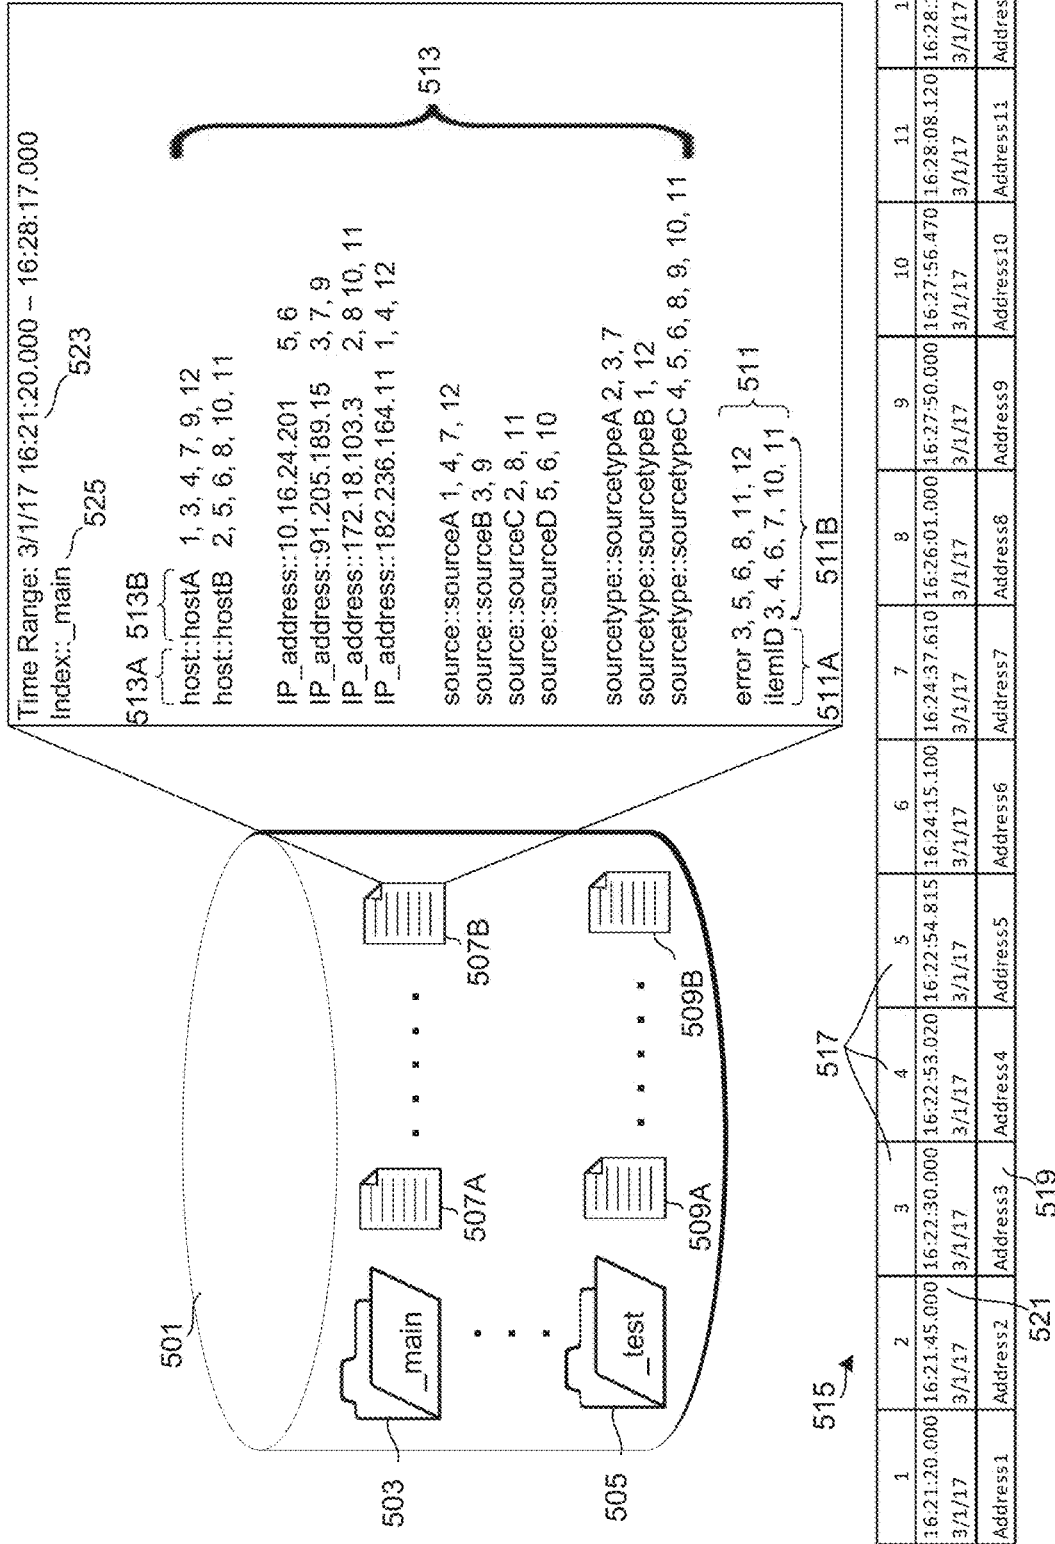 Time Range: 3/1/17 16:21:20.000 – 16:28:17.000
Index::_main
525
523
513A
513B
host::hostA 1, 3, 4, 7, 9, 12
host::hostB 2, 5, 6, 8, 10, 11
IP_address::10.16.24.201 5, 6
IP_address::91.205.189.15 3, 7, 9
IP_address::172.18.103.3 2, 8 10, 11
IP_address::182.236.164.11 1, 4, 12
513
source::sourceA 1, 4, 7, 12
source::sourceB 3, 9
source::sourceC 2, 8, 11
source::sourceD 5, 6, 10
sourcetype::sourcetypeA 2, 3, 7
sourcetype::sourcetypeB 1, 12
sourcetype::sourcetypeC 4, 5, 6, 8, 9, 10, 11
error 3, 5, 6, 8, 11, 12
itemID 3, 4, 6, 7, 10, 11
511
511A
511B
501
503
_main
507A
507B
505
_test
509A
509B
515
517
1 2 3 4 5 6 7 8 9 10 11
16:21:20.000 16:21:45.000 16:22:30.000 16:22:53.020 16:22:54.815 16:24:15.100 16:24:37.610 16:26:01.000 16:27:50.000 16:27:56.470 16:28:08.120
3/1/17 3/1/17 3/1/17 3/1/17 3/1/17 3/1/17 3/1/17 3/1/17 3/1/17 3/1/17 3/1/17 3/1/17
Address1 Address2 Address3 Address4 Address5 Address6 Address7 Address8 Address9 Address10 Address11
521
519